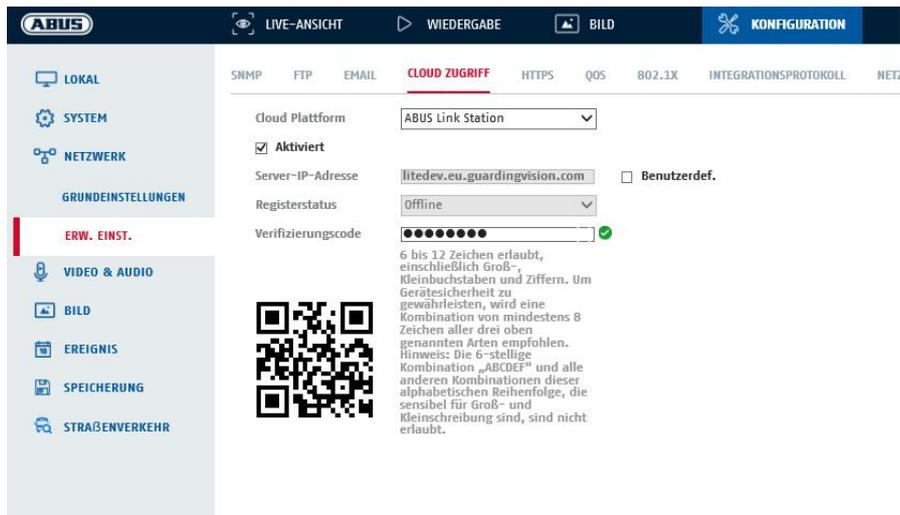 ABUS
LIVE-ANSICHT
WIEDERGABE
BILD
KONFIGURATION
LOKAL
SYSTEM
NETZWERK
GRUNDEINSTELLUNGEN
ERW. EINST.
VIDEO & AUDIO
BILD
EREIGNIS
SPEICHERUNG
STRAßENVERKEHR
SNMP
FTP
EMAIL
CLOUD ZUGRIFF
HTTPS
QOS
802.1X
INTEGRATIONSPROTOKOLL
NETZ
Cloud Plattform
ABUS Link Station
Aktiviert
Server-IP-Adresse
litedev.eu.guardingvision.com
Benutzerdef.
Registerstatus
Offline
Verifizierungscode
●●●●●●●●
6 bis 12 Zeichen erlaubt,
einschließlich Groß-,
Kleinbuchstaben und Ziffern. Um
Gerätesicherheit zu
gewährleisten, wird eine
Kombination von mindestens 8
Zeichen aller drei oben
genannten Arten empfohlen.
Hinweis: Die 6-stellige
Kombination „ABCDEF“ und alle
anderen Kombinationen dieser
alphabetischen Reihenfolge, die
sensibel für Groß- und
Kleinschreibung sind, sind nicht
erlaubt.